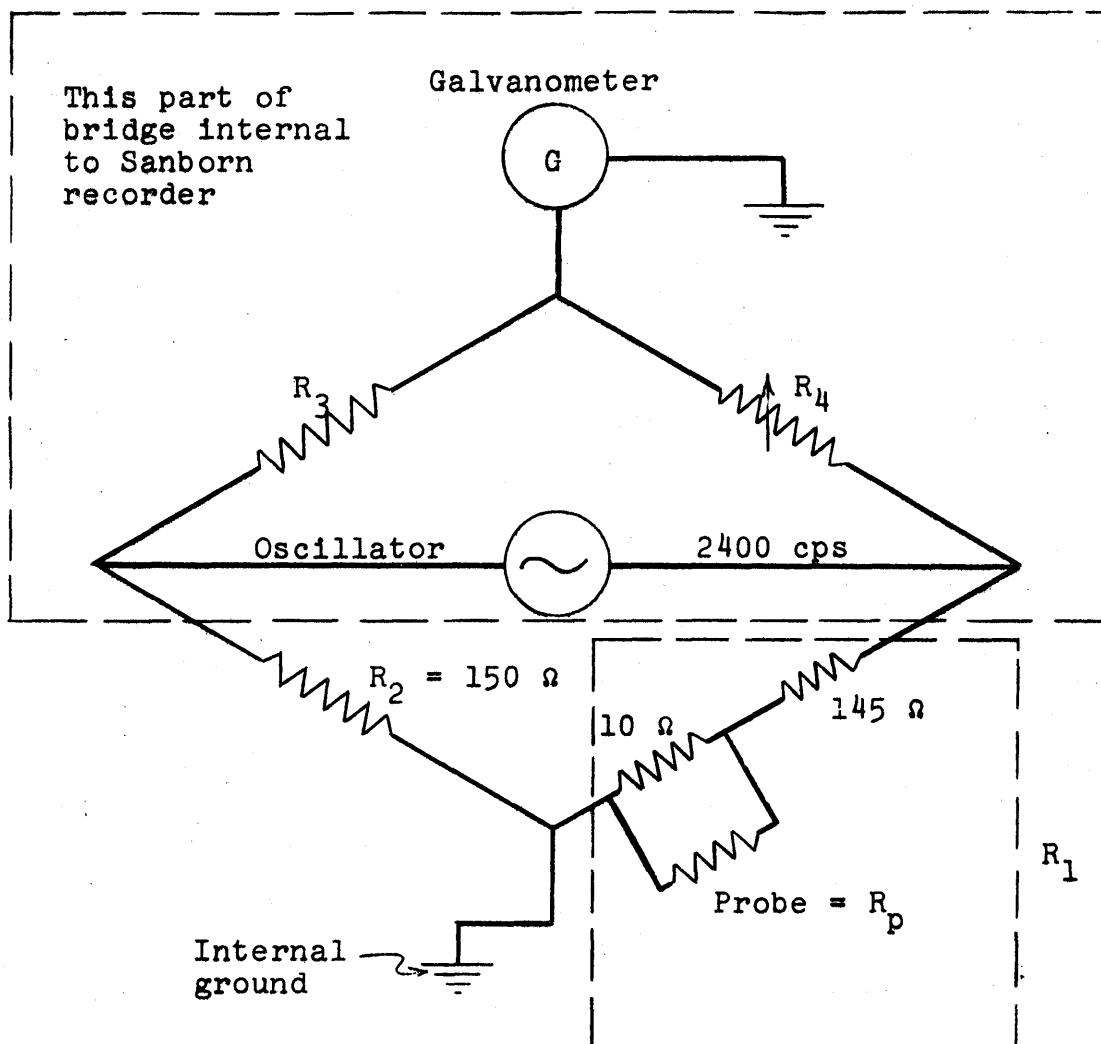 Galvanometer
This part of
bridge internal
to Sanborn
recorder
G
R3
R4
Oscillator
2400 cps
R2 = 150 Ω
145 Ω
10 Ω
R1
Probe = Rp
Internal
ground